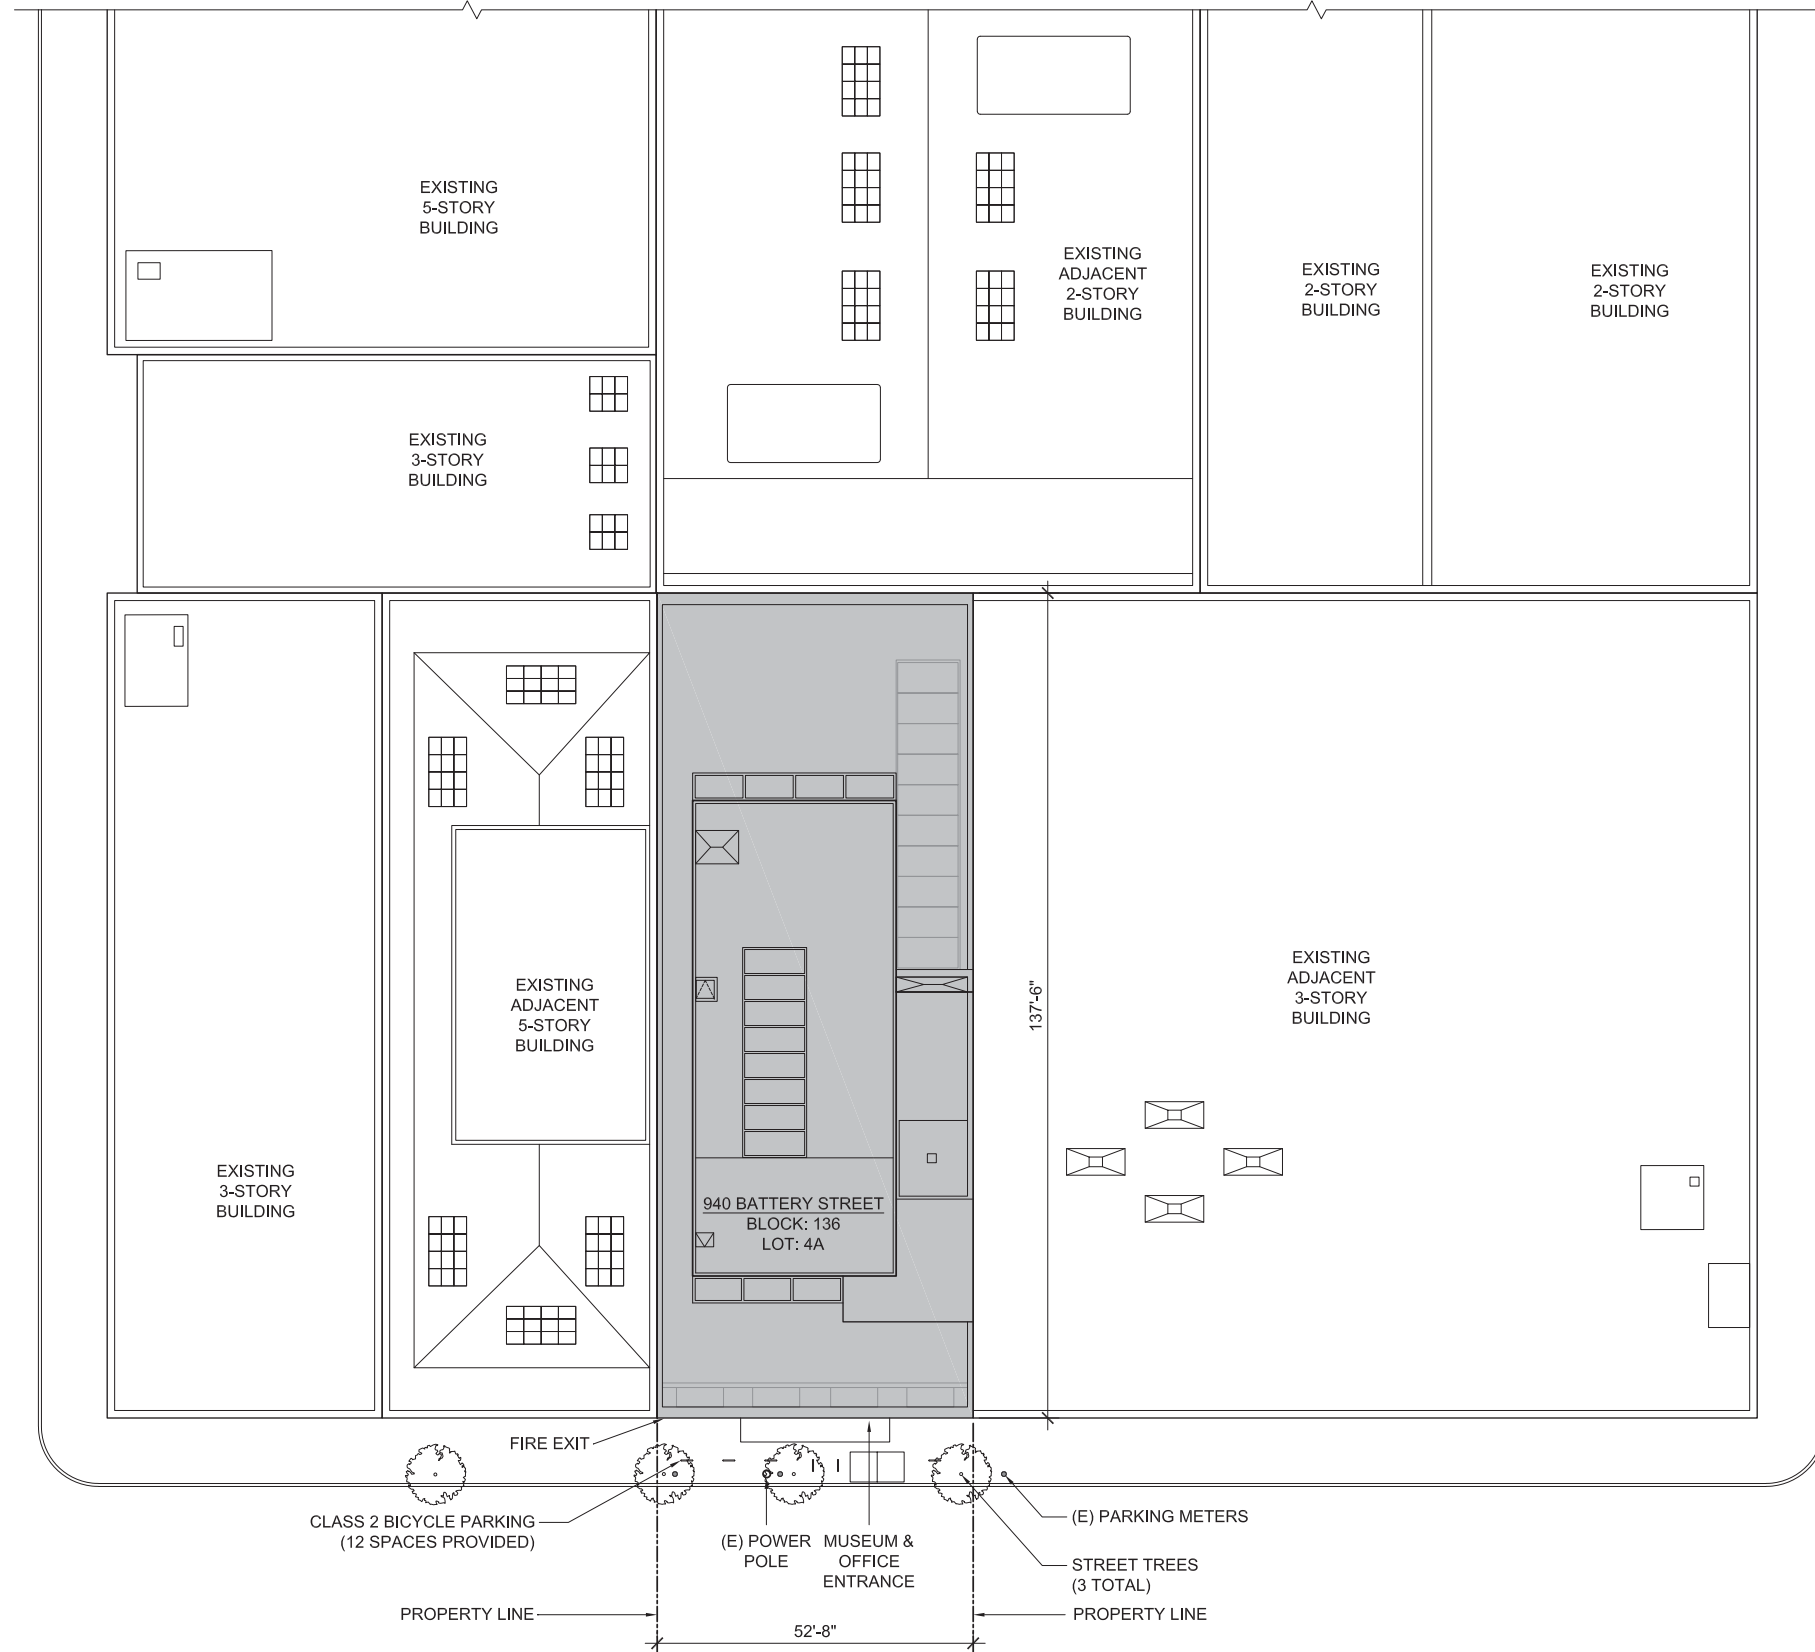 EXISTING
5-STORY
BUILDING
EXISTING
ADJACENT
2-STORY
BUILDING
EXISTING
2-STORY
BUILDING
EXISTING
2-STORY
BUILDING
EXISTING
3-STORY
BUILDING
EXISTING
ADJACENT
5-STORY
BUILDING
137'-6"
EXISTING
ADJACENT
3-STORY
BUILDING
EXISTING
3-STORY
BUILDING
940 BATTERY STREET
BLOCK: 136
LOT: 4A
FIRE EXIT
CLASS 2 BICYCLE PARKING
(12 SPACES PROVIDED)
(E) POWER
POLE
MUSEUM &
OFFICE
ENTRANCE
(E) PARKING METERS
STREET TREES
(3 TOTAL)
PROPERTY LINE
PROPERTY LINE
52'-8"